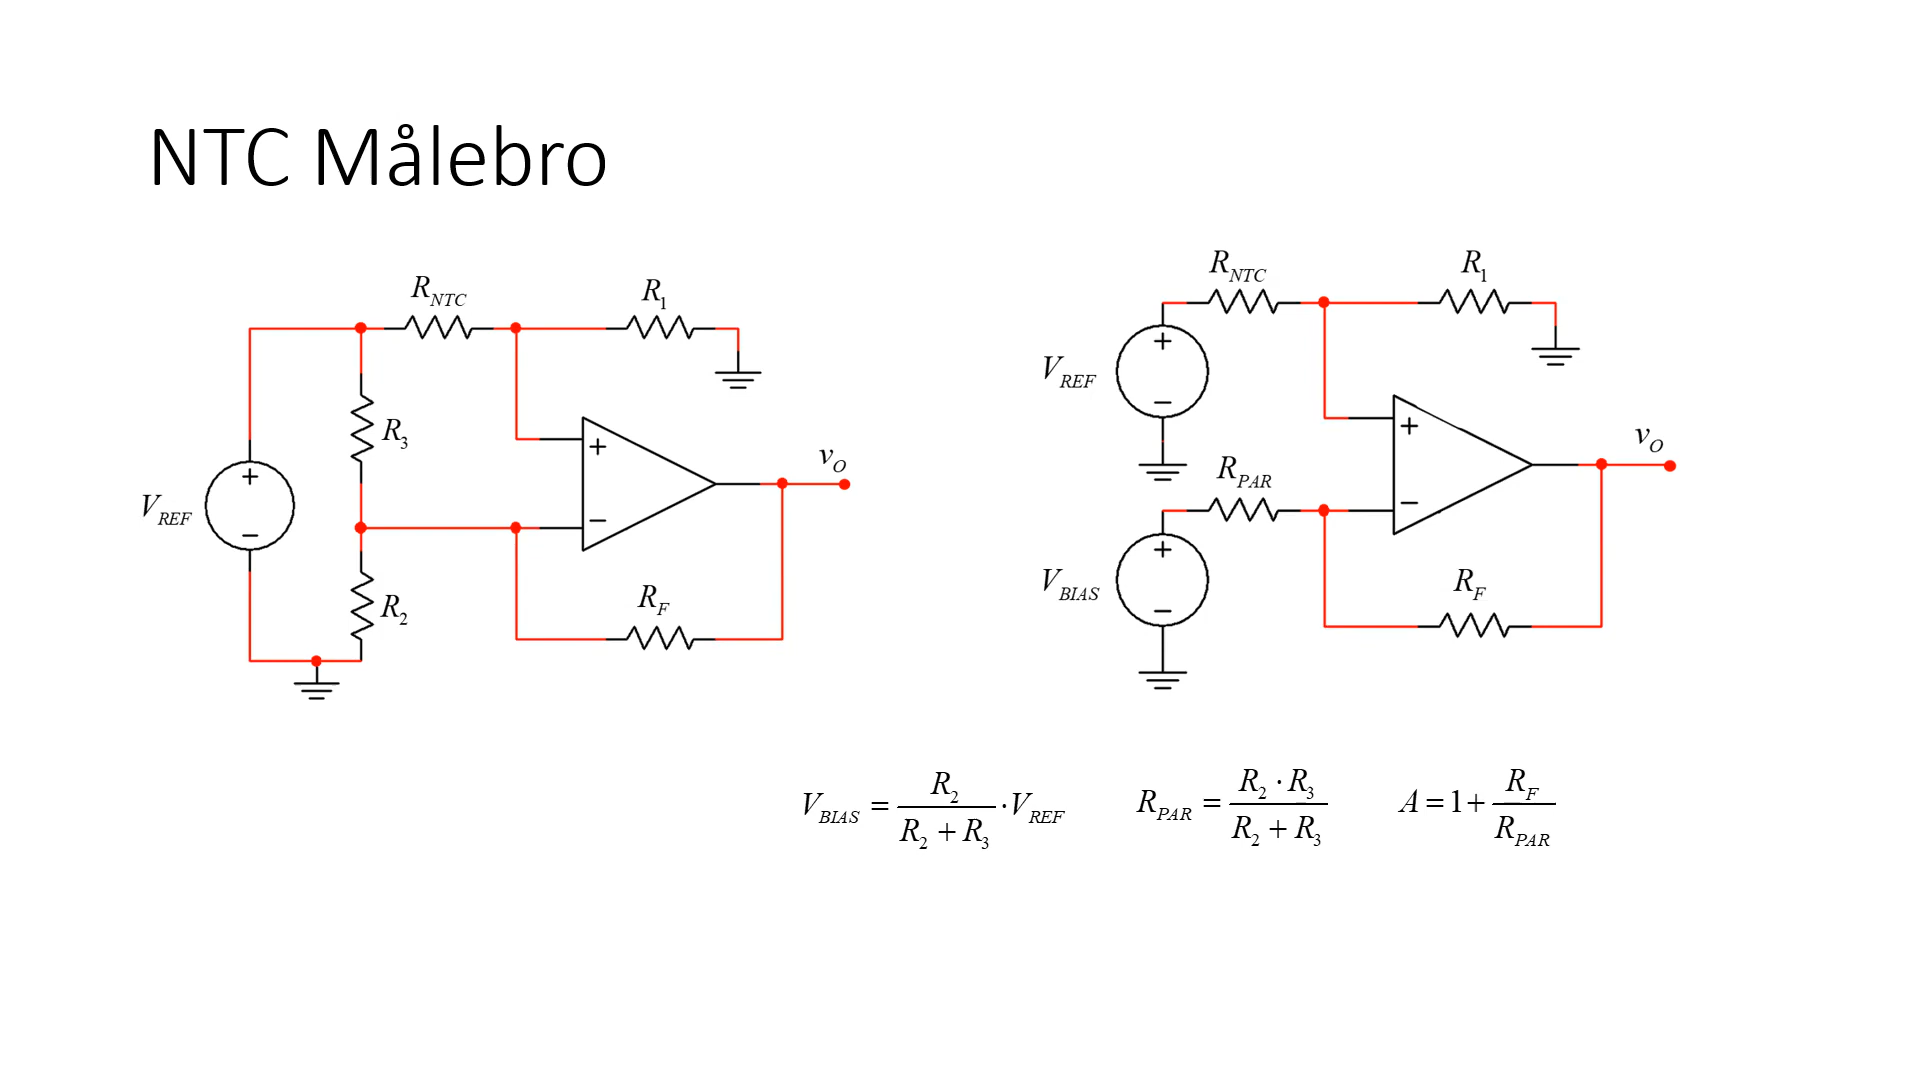 NTC Målebro
R_NTC
R_1
R_3
V_REF
R_2
R_F
v_O
+
−
+
−
R_NTC
R_1
V_REF
R_PAR
V_BIAS
R_F
v_O
+
−
+
−
+
−
V_BIAS = R_2 / (R_2 + R_3) · V_REF
R_PAR = (R_2 · R_3) / (R_2 + R_3)
A = 1 + R_F / R_PAR